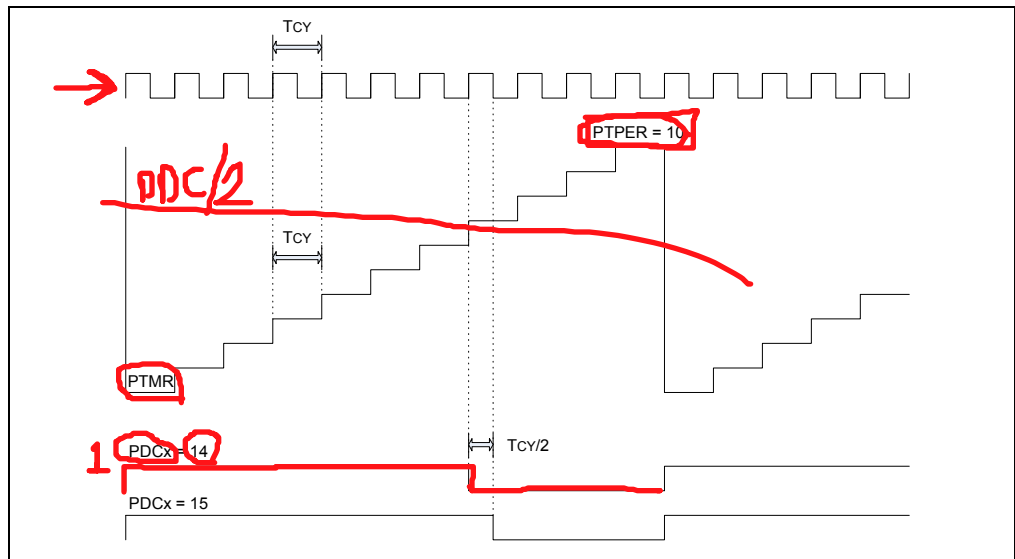 TCY
PTPER = 10
PDC/2
TCY
PTMR
TCY/2
1 PDCx = 14
PDCx = 15